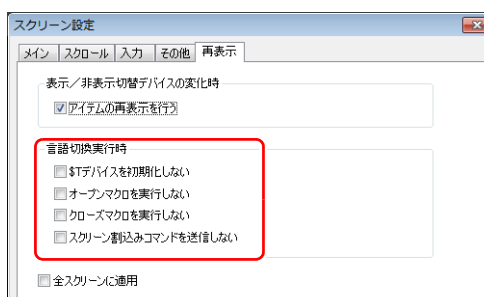 スクリーン設定
メイン スクロール 入力 その他 再表示
表示／非表示切替デバイスの変化時
アイテムの再表示を行う
言語切換実行時
$Tデバイスを初期化しない
オープンマクロを実行しない
クローズマクロを実行しない
スクリーン割込みコマンドを送信しない
全スクリーンに適用